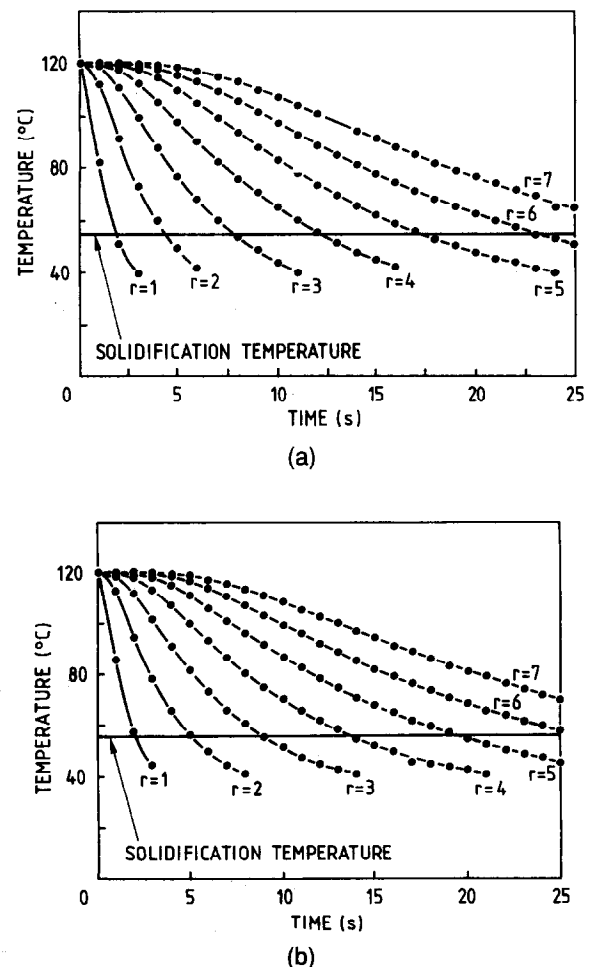 120
80
40
0
5
10
15
20
25
TEMPERATURE (°C)
TIME (s)
SOLIDIFICATION TEMPERATURE
r=1
r=2
r=3
r=4
r=5
r=6
r=7
(a)
120
80
40
0
5
10
15
20
25
TEMPERATURE (°C)
TIME (s)
SOLIDIFICATION TEMPERATURE
r=1
r=2
r=3
r=4
r=5
r=6
r=7
(b)